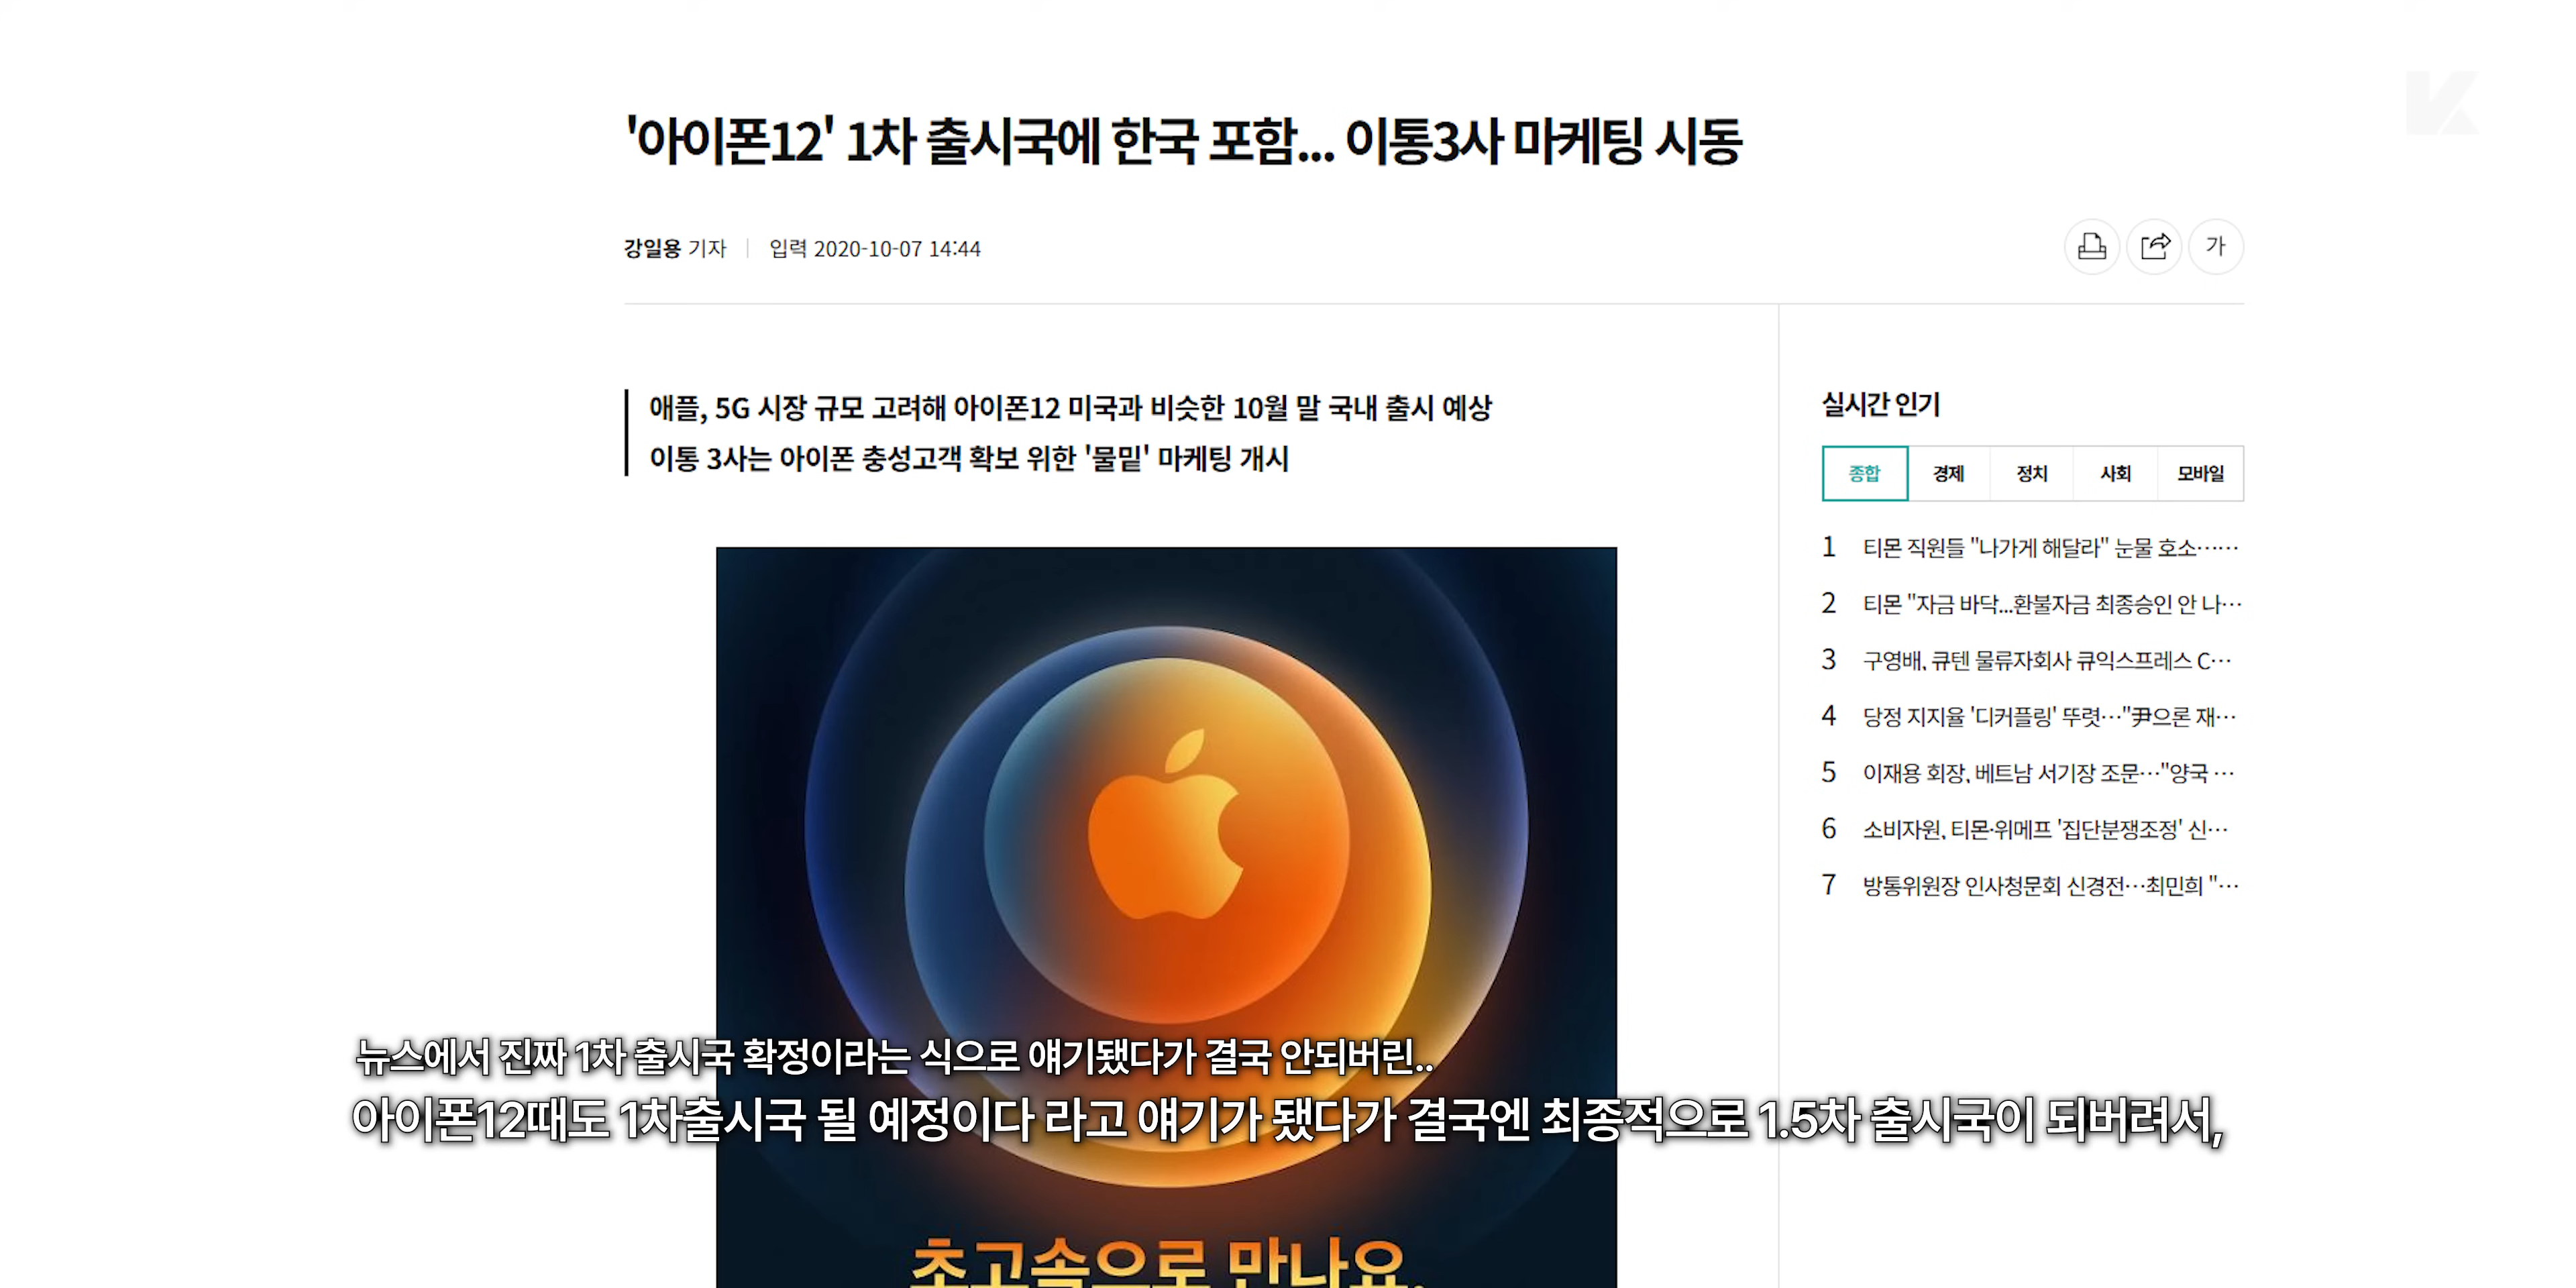 '아이폰12' 1차 출시국에 한국 포함... 이통3사 마케팅 시동
강일용 기자 | 입력 2020-10-07 14:44
가
애플, 5G 시장 규모 고려해 아이폰12 미국과 비슷한 10월 말 국내 출시 예상
이통 3사는 아이폰 충성고객 확보 위한 '물밑' 마케팅 개시
실시간 인기
종합 경제 정치 사회 모바일
1 티몬 직원들 "나가게 해달라" 눈물 호소……
2 티몬 "자금 바닥...환불자금 최종승인 안 나…
3 구영배, 큐텐 물류자회사 큐익스프레스 C…
4 당정 지지율 '디커플링' 뚜렷…"尹으론 재…
5 이재용 회장, 베트남 서기장 조문…"양국 …
6 소비자원, 티몬·위메프 '집단분쟁조정' 신…
7 방통위원장 인사청문회 신경전…최민희 "…
뉴스에서 진짜 1차 출시국 확정이라는 식으로 얘기됐다가 결국 안되버린..
아이폰12때도 1차출시국 될 예정이다 라고 얘기가 됐다가 결국엔 최종적으로 1.5차 출시국이 되버려서,
초고속으로 만나요.